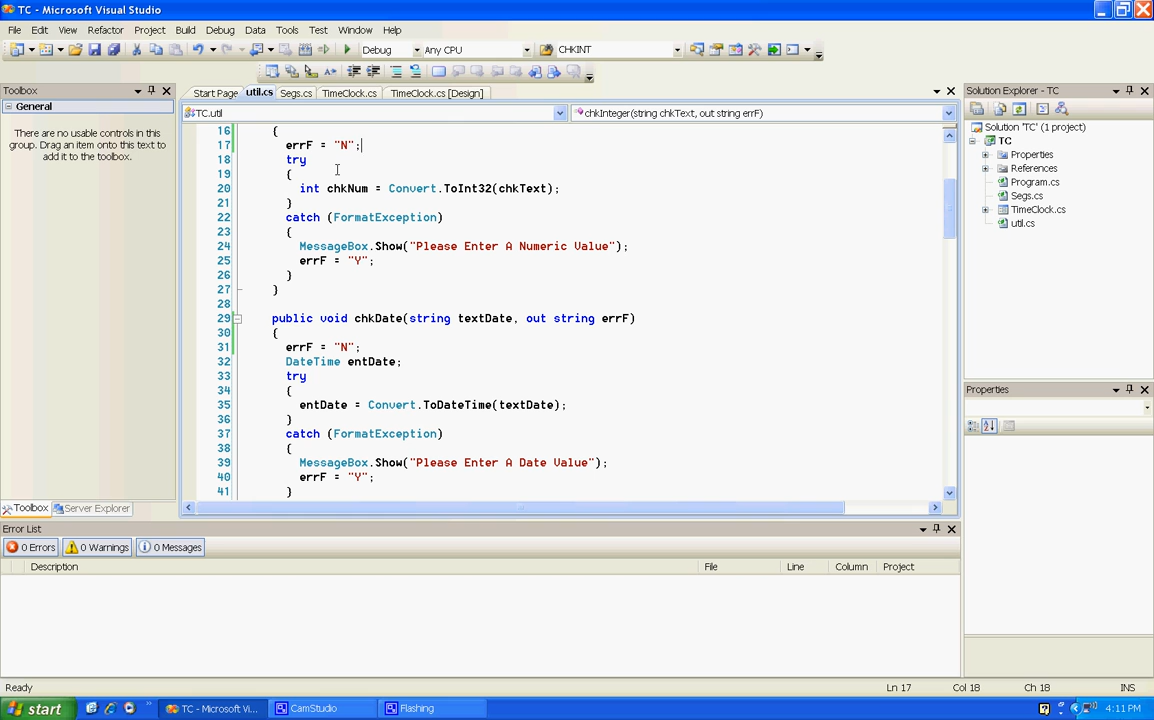 TC - Microsoft Visual Studio
File Edit View Refactor Project Build Debug Data Tools Test Window Help
Debug Any CPU CHKINT
Toolbox
General
There are no usable controls in this
group. Drag an item onto this text to
add it to the toolbox.
Toolbox Server Explorer
Start Page util.cs Segs.cs TimeClock.cs TimeClock.cs [Design]
TC.util chkInteger(string chkText, out string errF)
16 {
17 errF = "N";
18 try
19 {
20 int chkNum = Convert.ToInt32(chkText);
21 }
22 catch (FormatException)
23 {
24 MessageBox.Show("Please Enter A Numeric Value");
25 errF = "Y";
26 }
27 }
28
29 public void chkDate(string textDate, out string errF)
30 {
31 errF = "N";
32 DateTime entDate;
33 try
34 {
35 entDate = Convert.ToDateTime(textDate);
36 }
37 catch (FormatException)
38 {
39 MessageBox.Show("Please Enter A Date Value");
40 errF = "Y";
41 }
Solution Explorer - TC
Solution 'TC' (1 project)
TC
Properties
References
Program.cs
Segs.cs
TimeClock.cs
util.cs
Properties
Error List
0 Errors 0 Warnings 0 Messages
Description File Line Column Project
Ready Ln 17 Col 18 Ch 18 INS
start TC - Microsoft Vi... CamStudio Flashing 4:11 PM